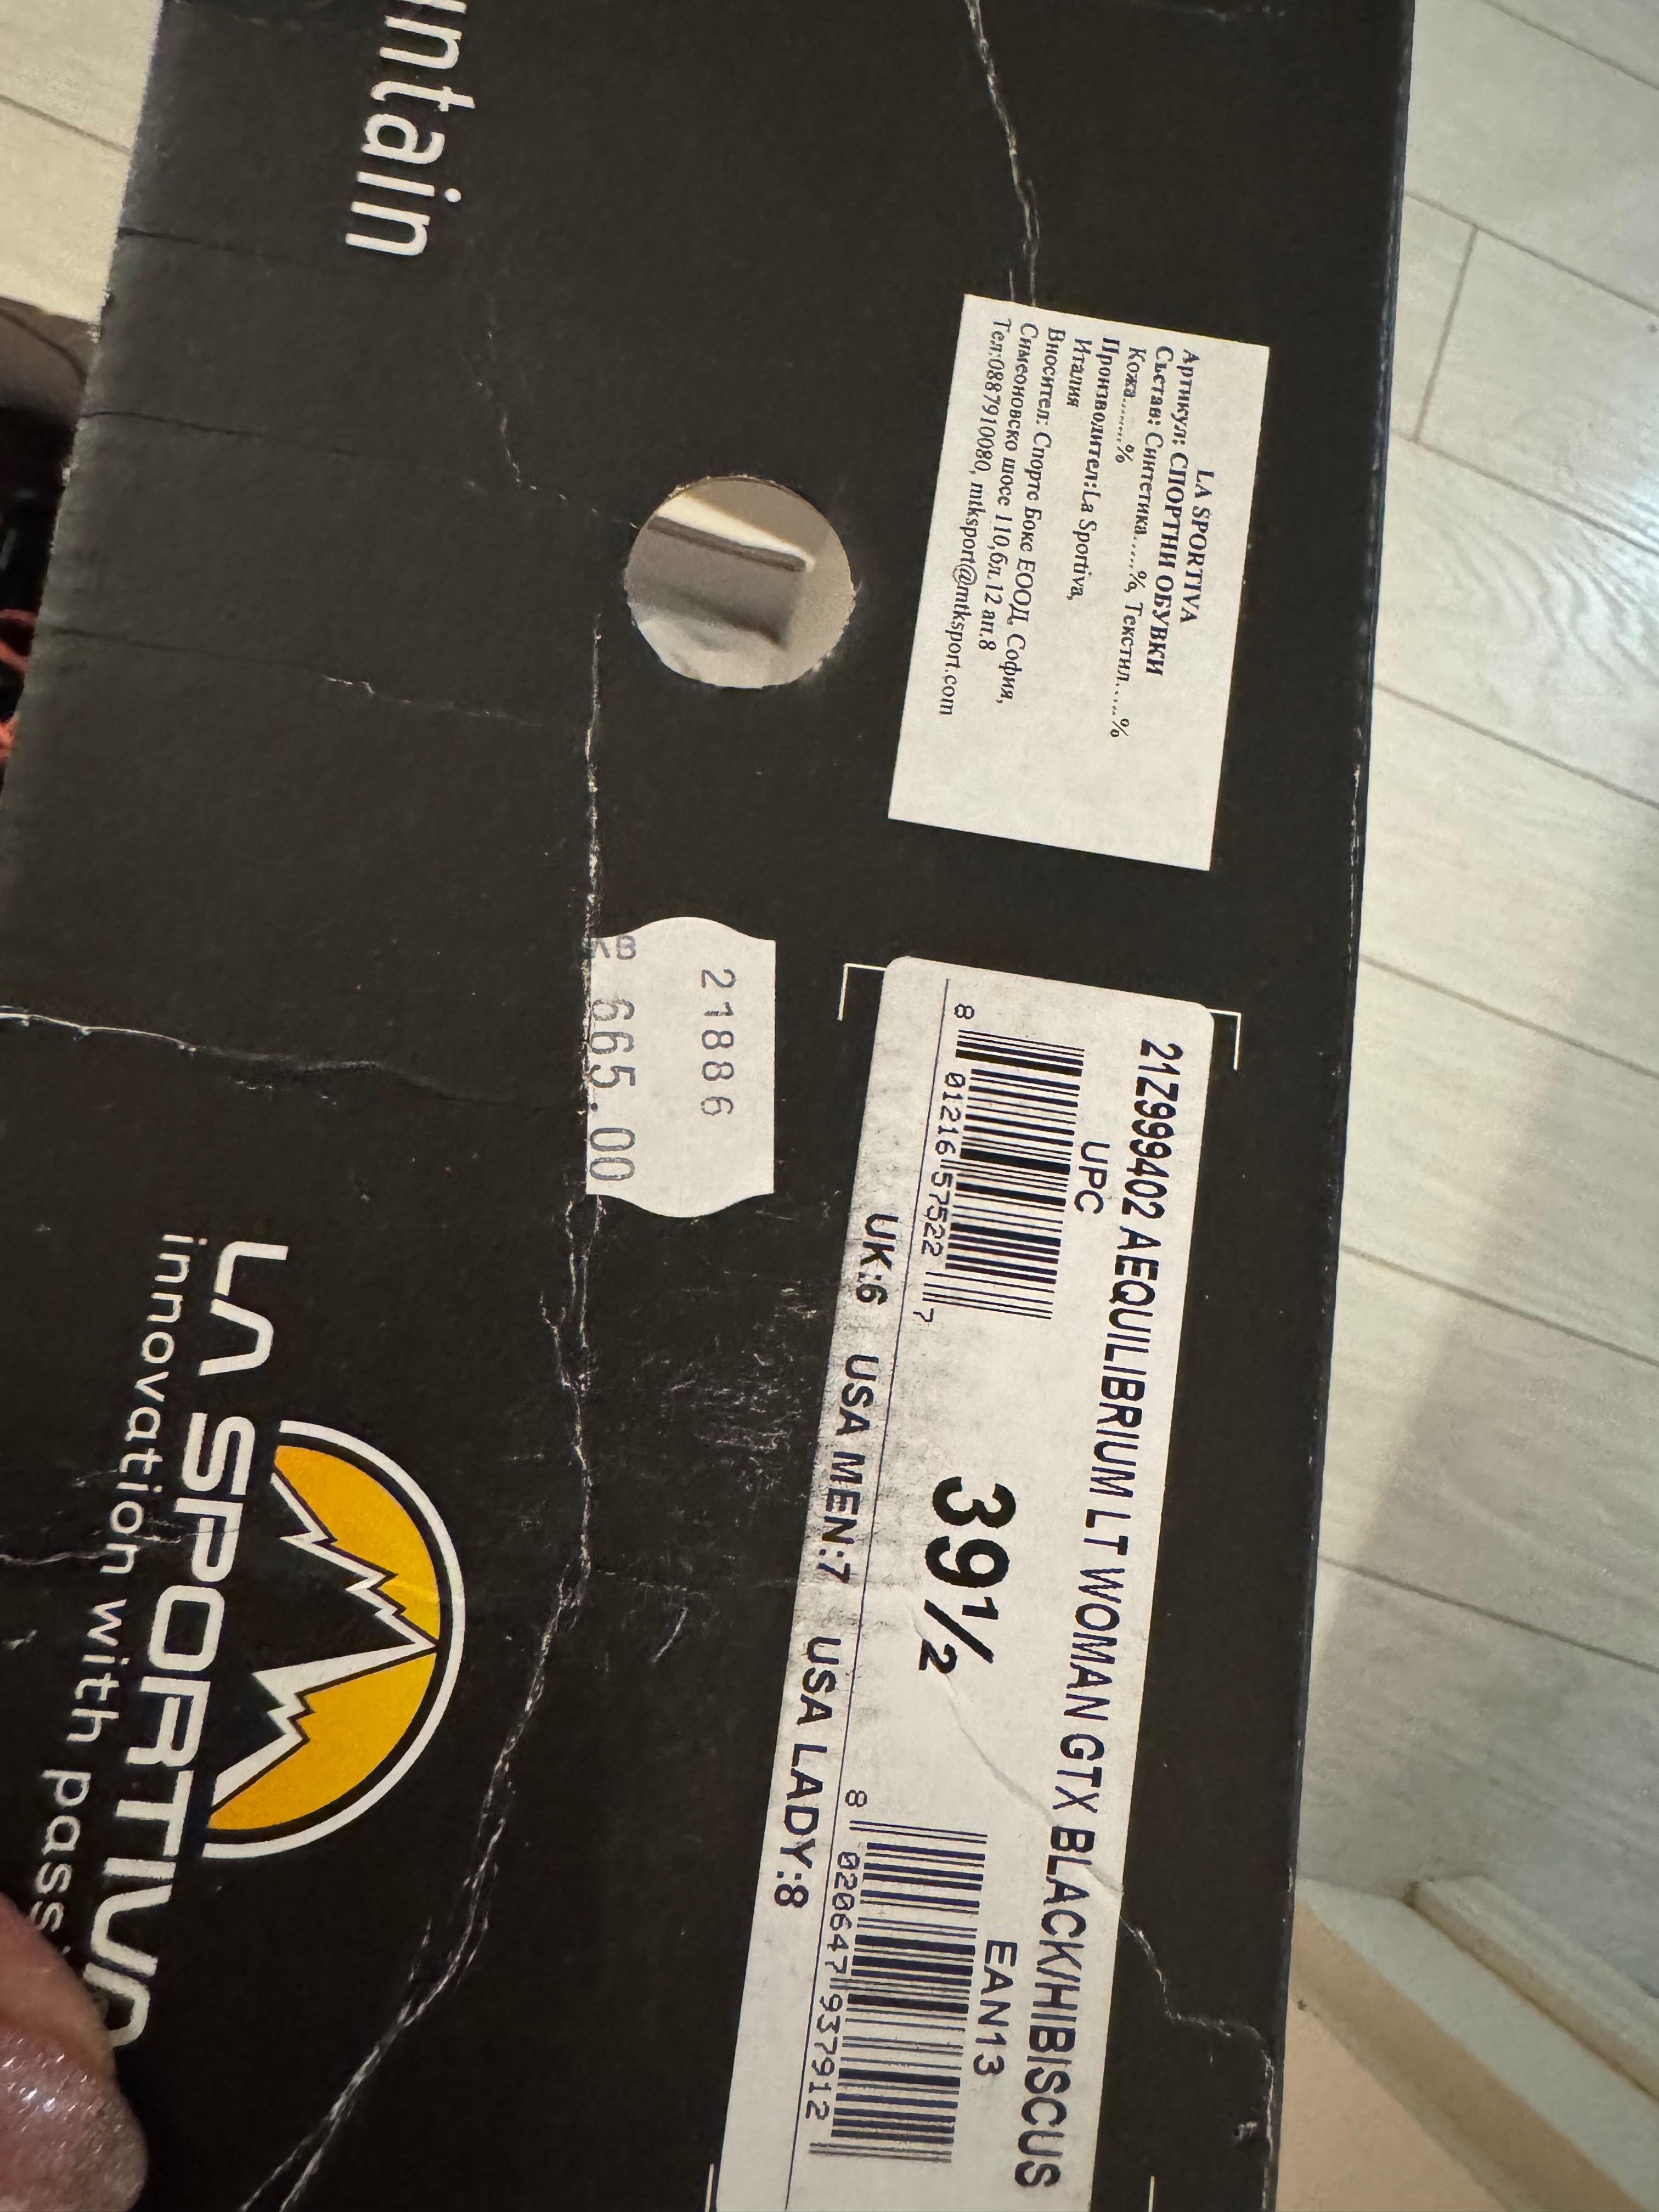 untain
LA SPORTIVA
Артикул: СПОРТНИ ОБУВКИ
Състав: Синтетика.....%, Текстил.....%
Кожа........%
Производител:La Sportiva,
Италия
Вносител: Спортс Бокс ЕООД, София,
Симеоновско шосе 110,бл.12 ап.8
Тел:0887910080, mtksport@mtksport.com
21886
665.00
21Z999402 AEQUILIBRIUM LT WOMAN GTX BLACK/HIBISCUS
UPC
8 01216 57522 7
39½
EAN13
8 020647 937912
UK:6 USA MEN:7 USA LADY:8
LA SPORTIVA
innovation with pass